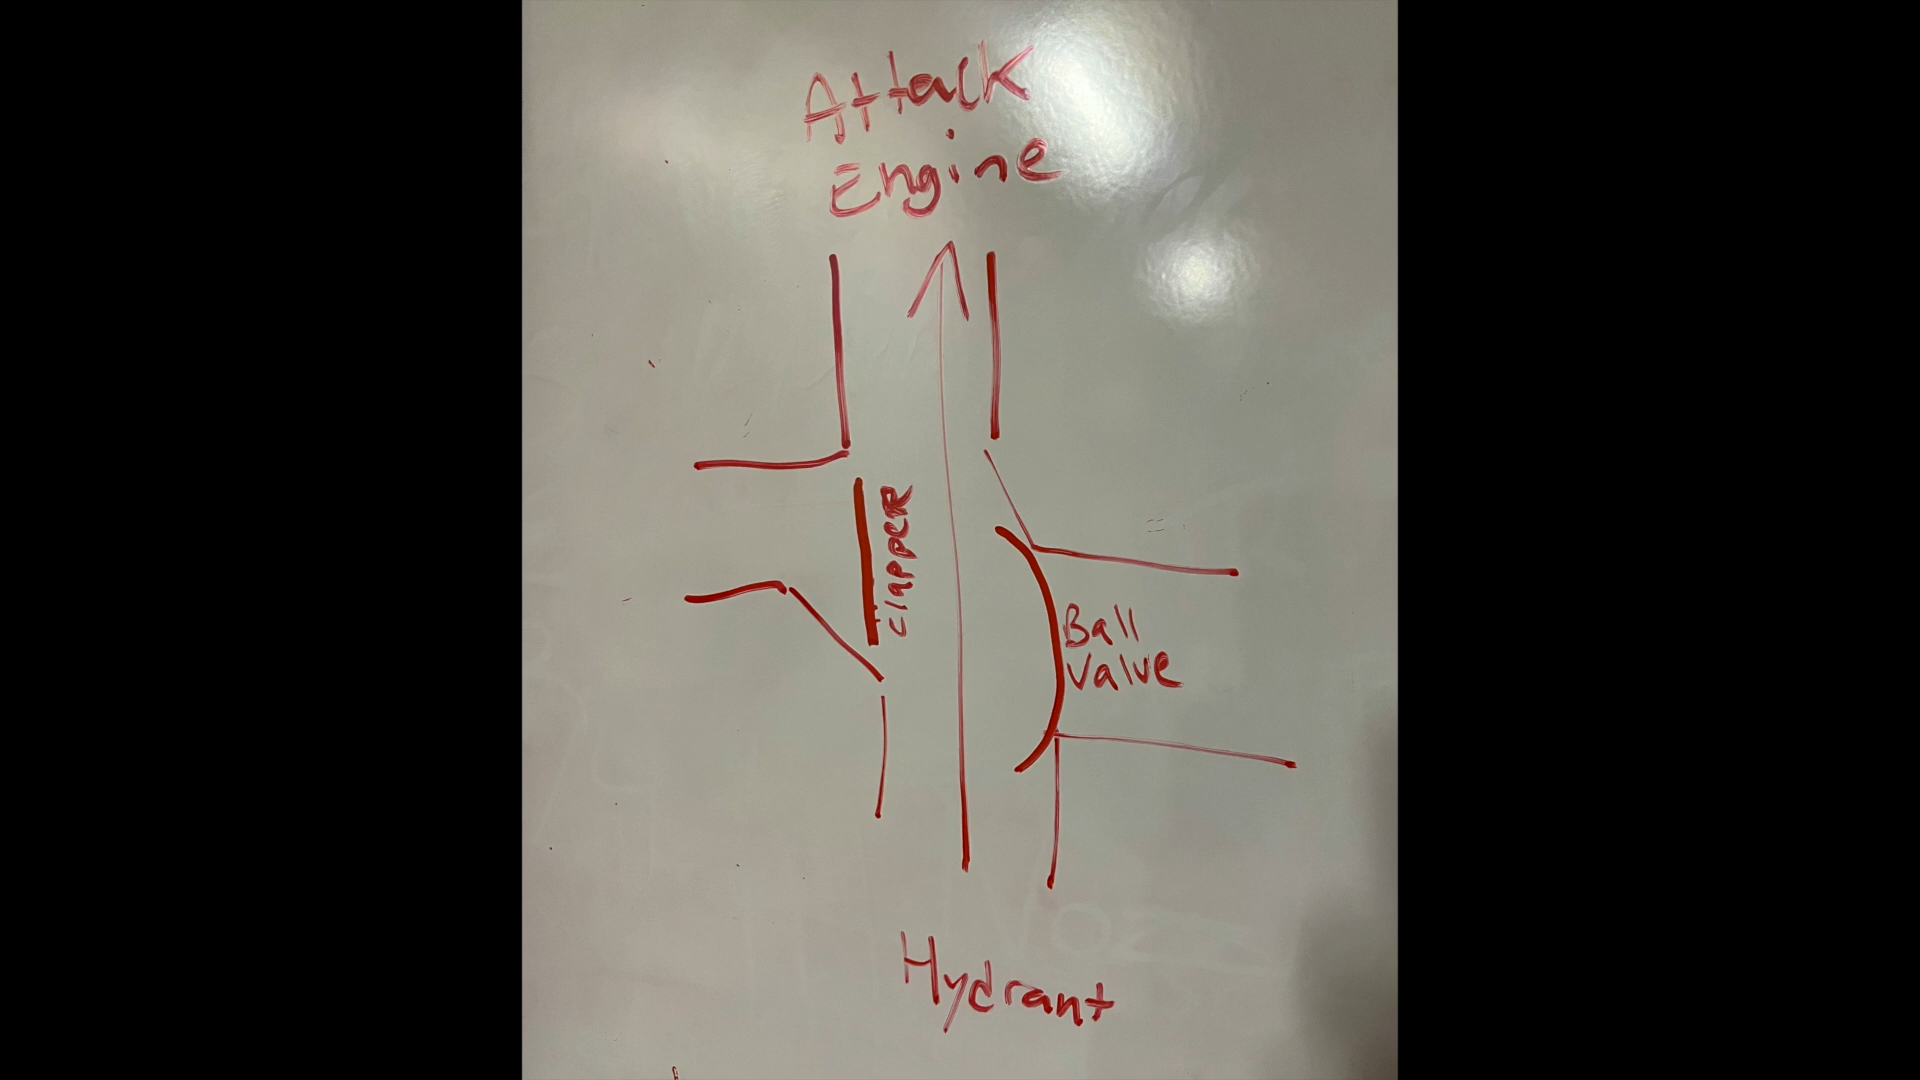 Attack
Engine
ClAPPER
Ball
Valve
Hydrant